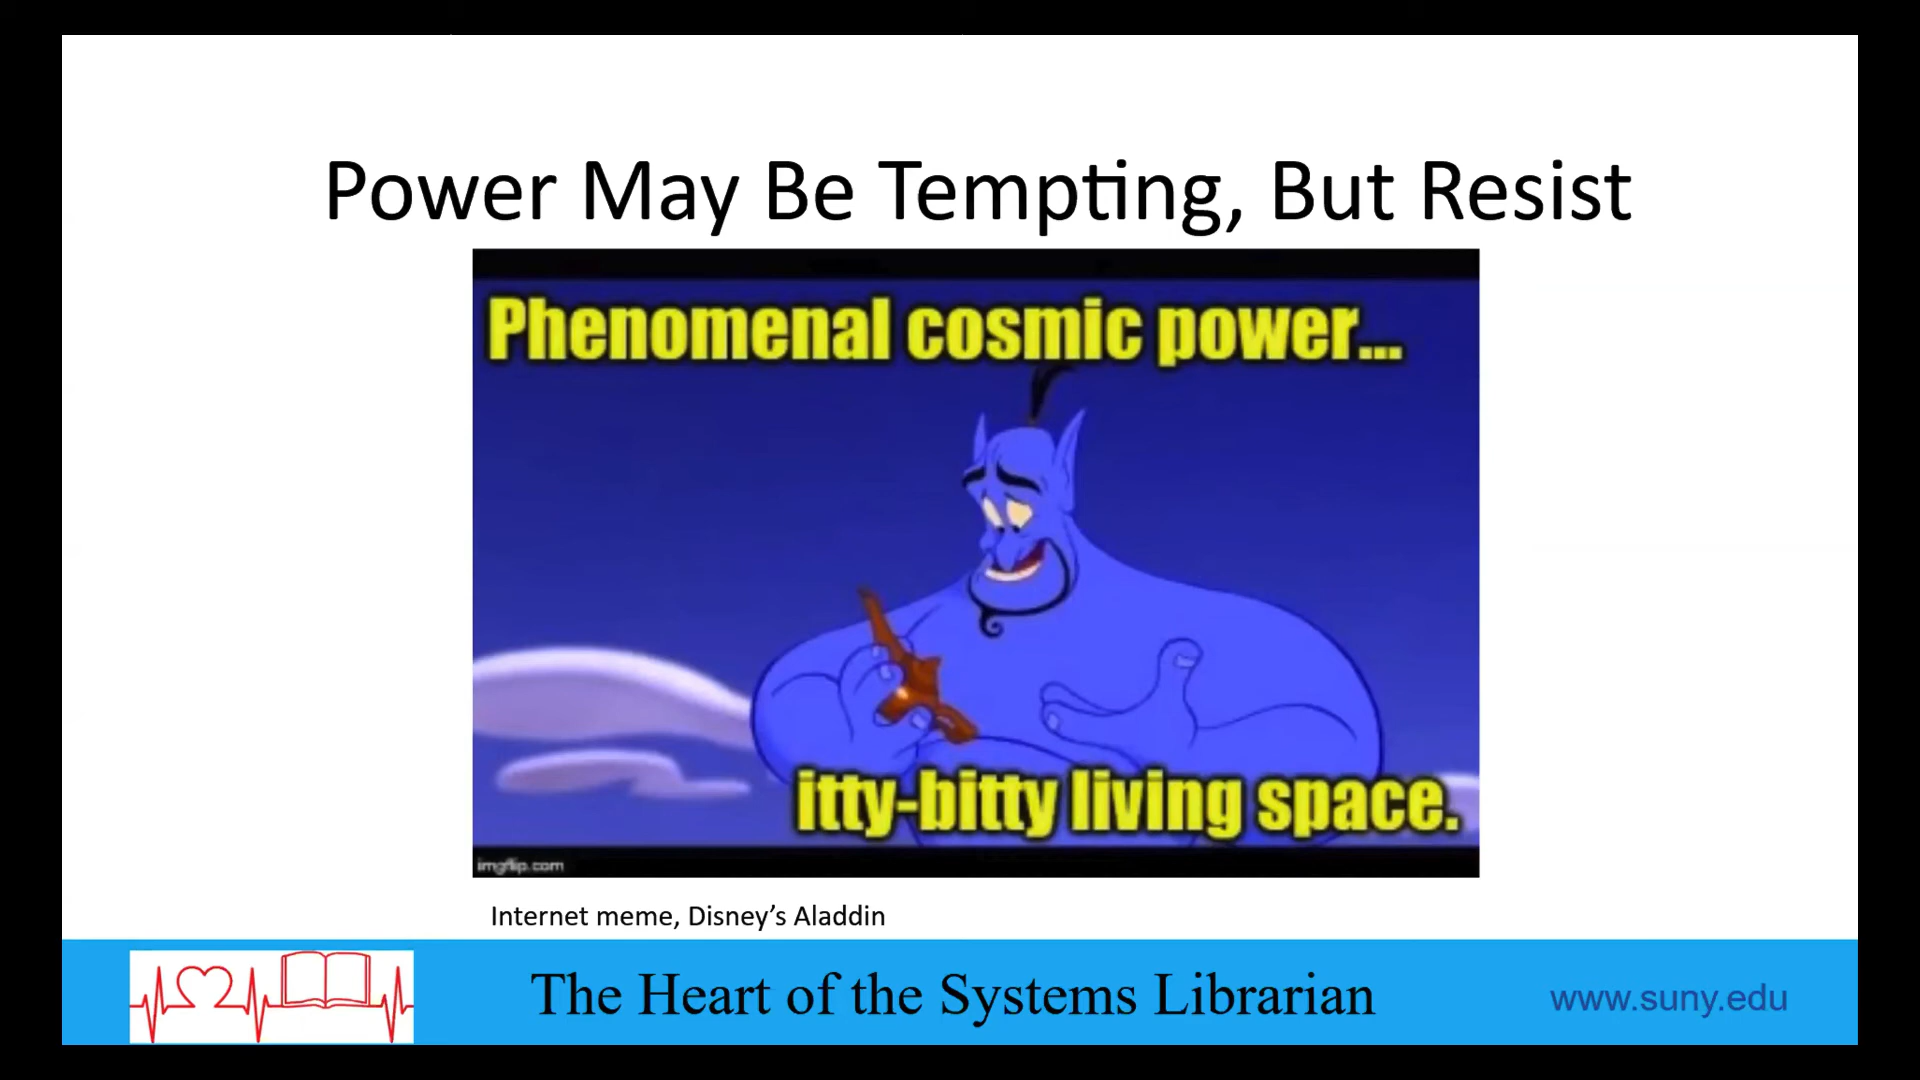 Power May Be Tempting, But Resist
Phenomenal cosmic power...
itty-bitty living space.
imgflip.com
Internet meme, Disney’s Aladdin
The Heart of the Systems Librarian
www.suny.edu